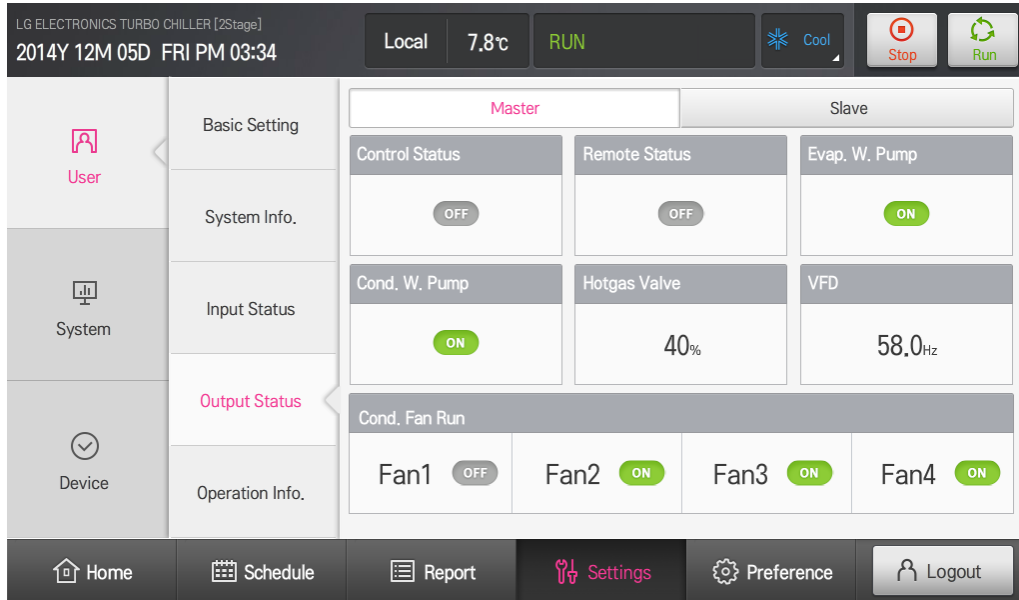 LG ELECTRONICS TURBO CHILLER [2Stage]
2014Y 12M 05D FRI PM 03:34
Local 7.8℃ RUN Cool Stop Run
User
System
Device
Basic Setting
System Info.
Input Status
Output Status
Operation Info.
Master Slave
Control Status Remote Status Evap. W. Pump
OFF OFF ON
Cond. W. Pump Hotgas Valve VFD
ON 40% 58.0Hz
Cond. Fan Run
Fan1 OFF Fan2 ON Fan3 ON Fan4 ON
Home Schedule Report Settings Preference Logout